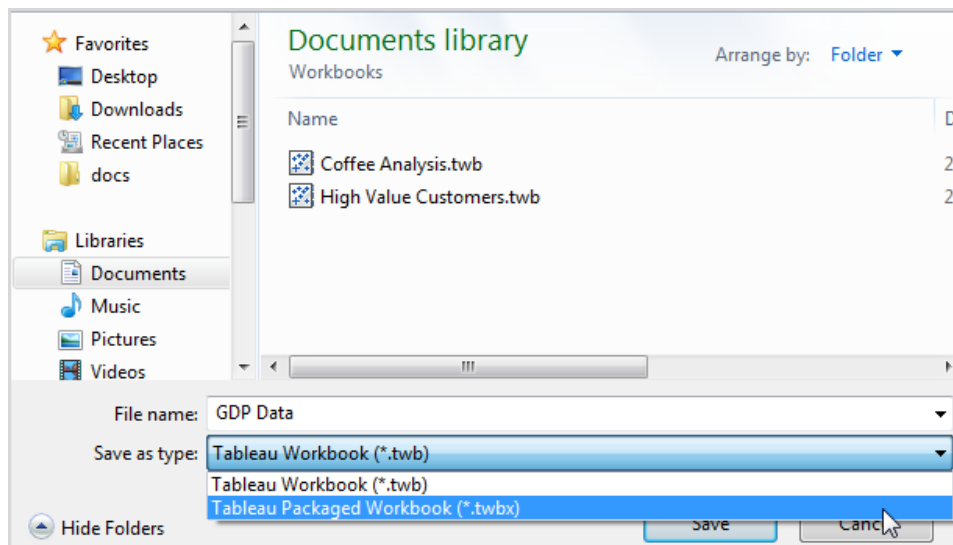 Favorites
Desktop
Downloads
Recent Places
docs
Libraries
Documents
Music
Pictures
Videos
Documents library
Workbooks
Arrange by: Folder
Name
Coffee Analysis.twb
2
High Value Customers.twb
2
File name: GDP Data
Save as type: Tableau Workbook (*.twb)
Tableau Workbook (*.twb)
Tableau Packaged Workbook (*.twbx)
Hide Folders
Save